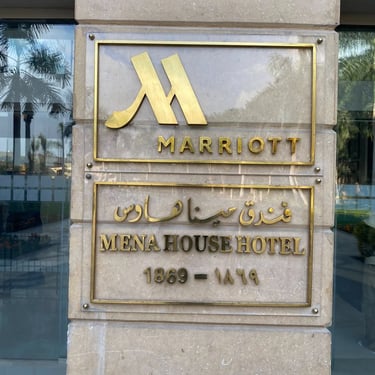 M
MARRIOTT
فندق مينا هاوس
MENA HOUSE HOTEL
1869 – ١٨٦٩